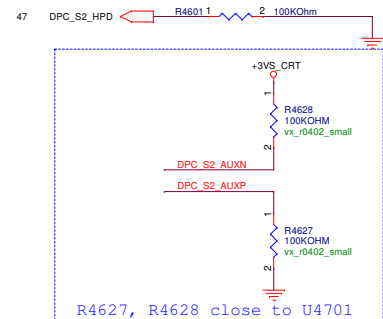 47 DPC_S2_HPD R4601 1 2 100KOhm
+3VS_CRT
1
R4628
100KOHM
vx_r0402_small
2
DPC_S2_AUXN
DPC_S2_AUXP
1
R4627
100KOHM
vx_r0402_small
2
R4627, R4628 close to U4701